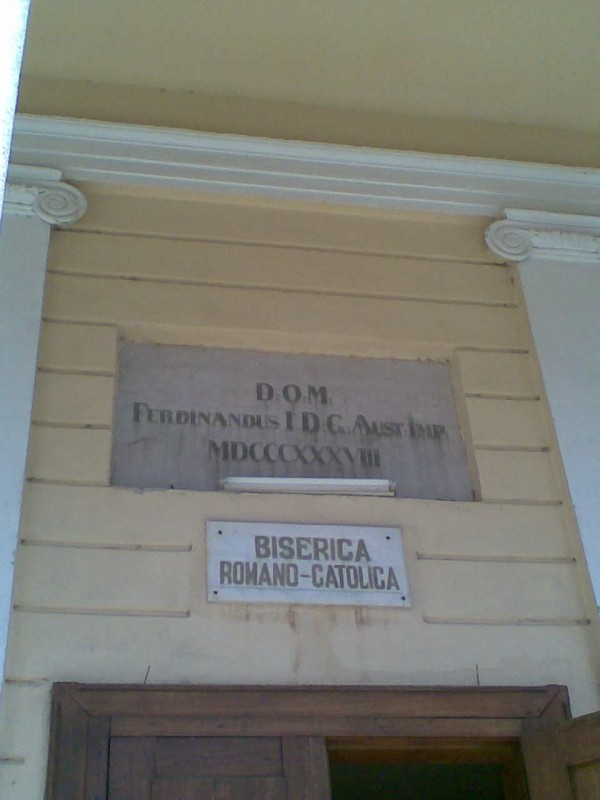 D.O.M.
FERDINANDUS I. D. G. AUST. IMP.
MDCCCXXXVIII
BISERICA
ROMANO-CATOLICA